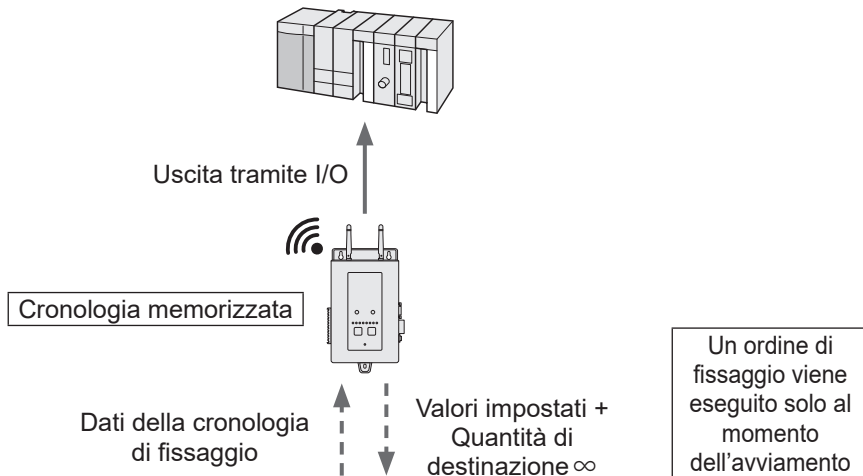 Uscita tramite I/O
Cronologia memorizzata
Dati della cronologia
di fissaggio
Valori impostati +
Quantità di
destinazione ∞
Un ordine di
fissaggio viene
eseguito solo al
momento
dell'avviamento